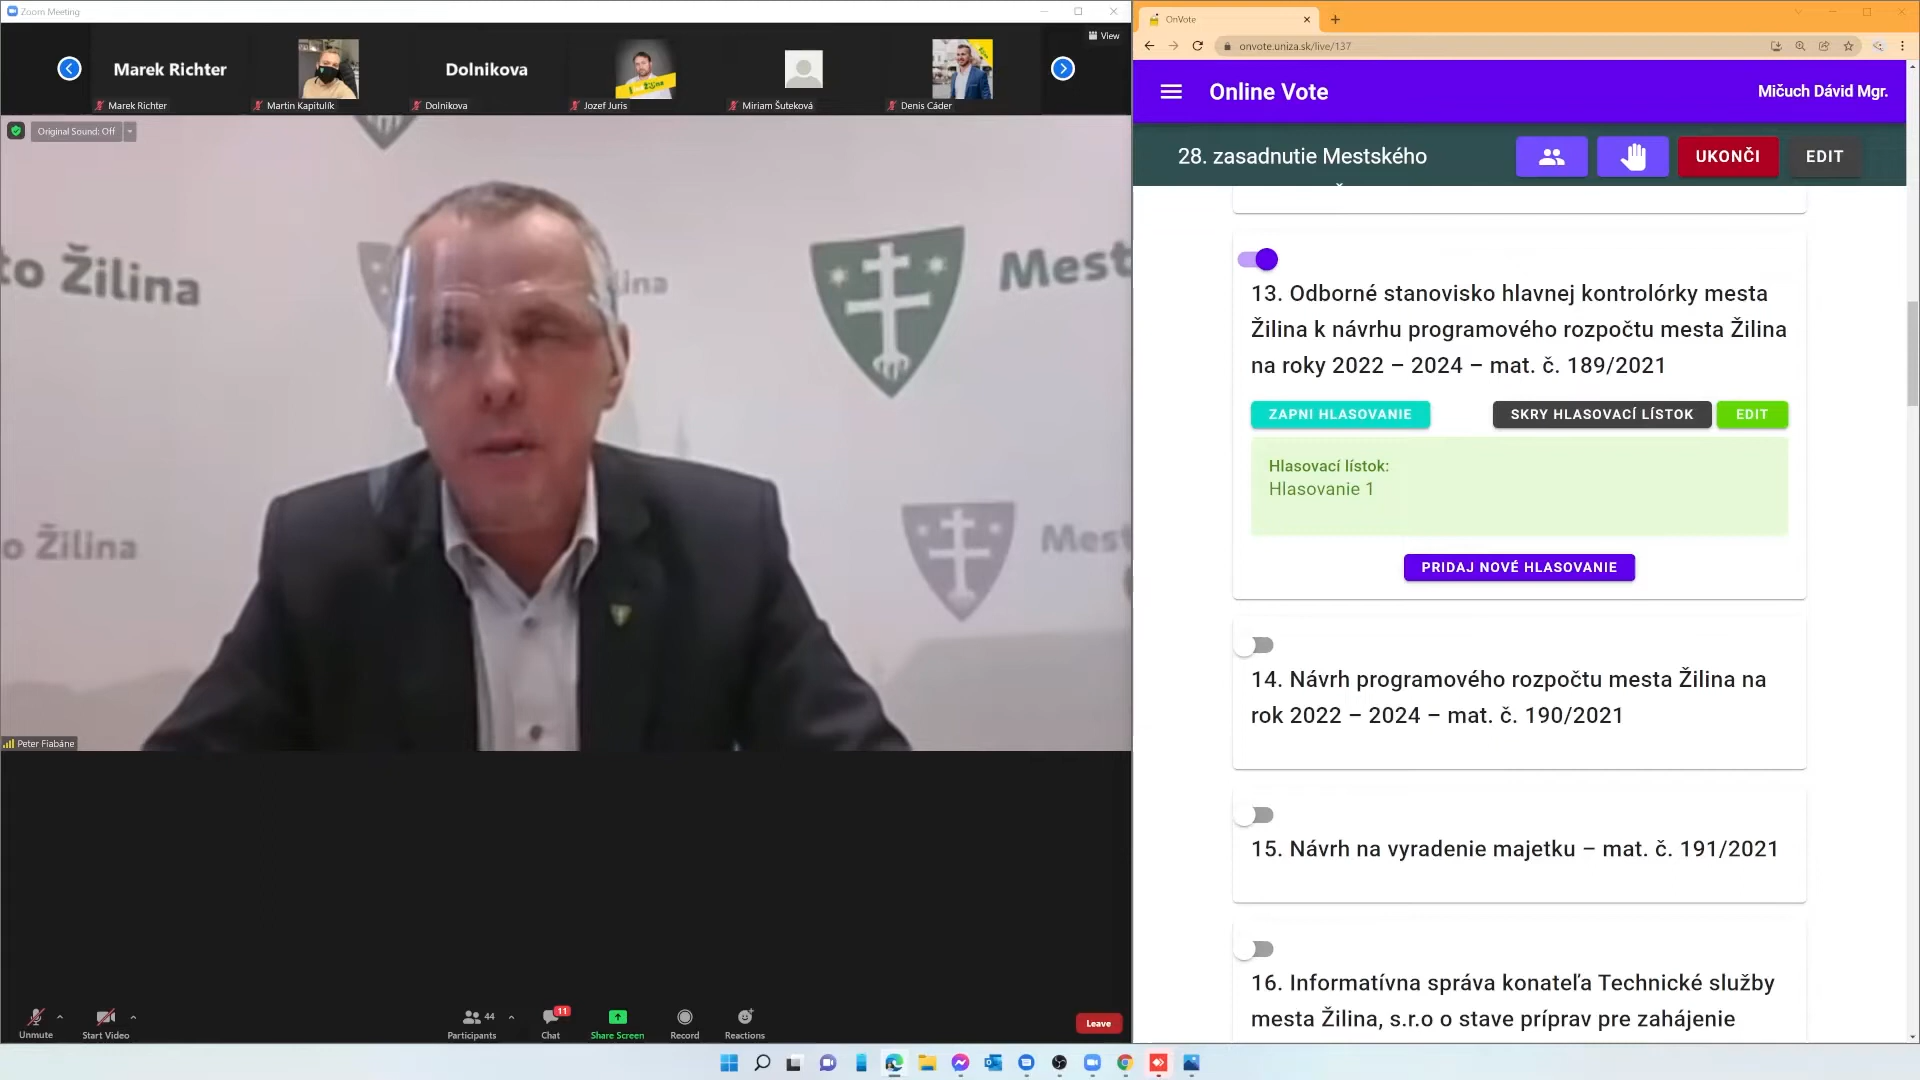 Zoom Meeting
View
Marek Richter
Dolnikova
Marek Richter
Martin Kapitulík
Dolnikova
Jozef Juris
Miriam Šuteková
Denis Cáder
Original Sound: Off
to Žilina
ilina
Mest
o Žilina
Mest
Peter Fiabáne
Unmute
Start Video
44
Participants
11
Chat
Share Screen
Record
Reactions
Leave
OnVote
onvote.uniza.sk/live/137
Online Vote
Mičuch Dávid Mgr.
28. zasadnutie Mestského
UKONČI
EDIT
13. Odborné stanovisko hlavnej kontrolórky mesta
Žilina k návrhu programového rozpočtu mesta Žilina
na roky 2022 – 2024 – mat. č. 189/2021
ZAPNI HLASOVANIE
SKRY HLASOVACÍ LÍSTOK
EDIT
Hlasovací lístok:
Hlasovanie 1
PRIDAJ NOVÉ HLASOVANIE
14. Návrh programového rozpočtu mesta Žilina na
rok 2022 – 2024 – mat. č. 190/2021
15. Návrh na vyradenie majetku – mat. č. 191/2021
16. Informatívna správa konateľa Technické služby
mesta Žilina, s.r.o o stave príprav pre zahájenie